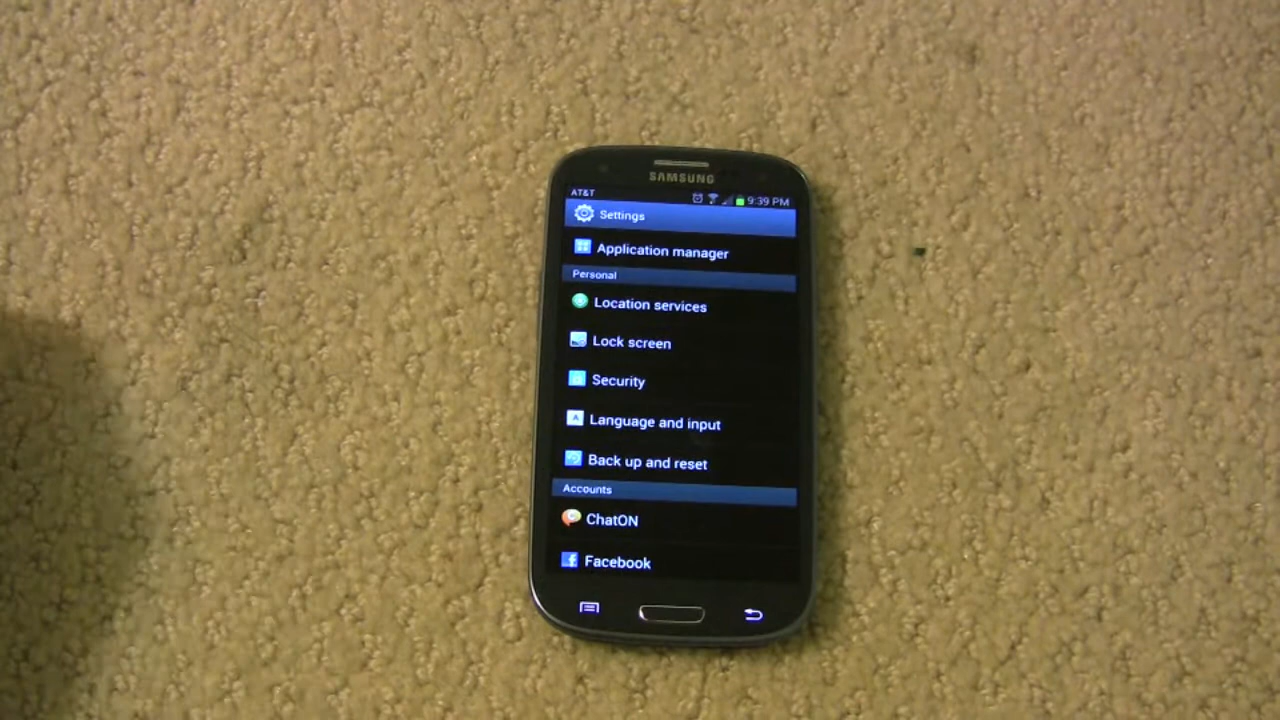 SAMSUNG
AT&T 9:39 PM
Settings
Application manager
Personal
Location services
Lock screen
Security
Language and input
Back up and reset
Accounts
ChatON
Facebook